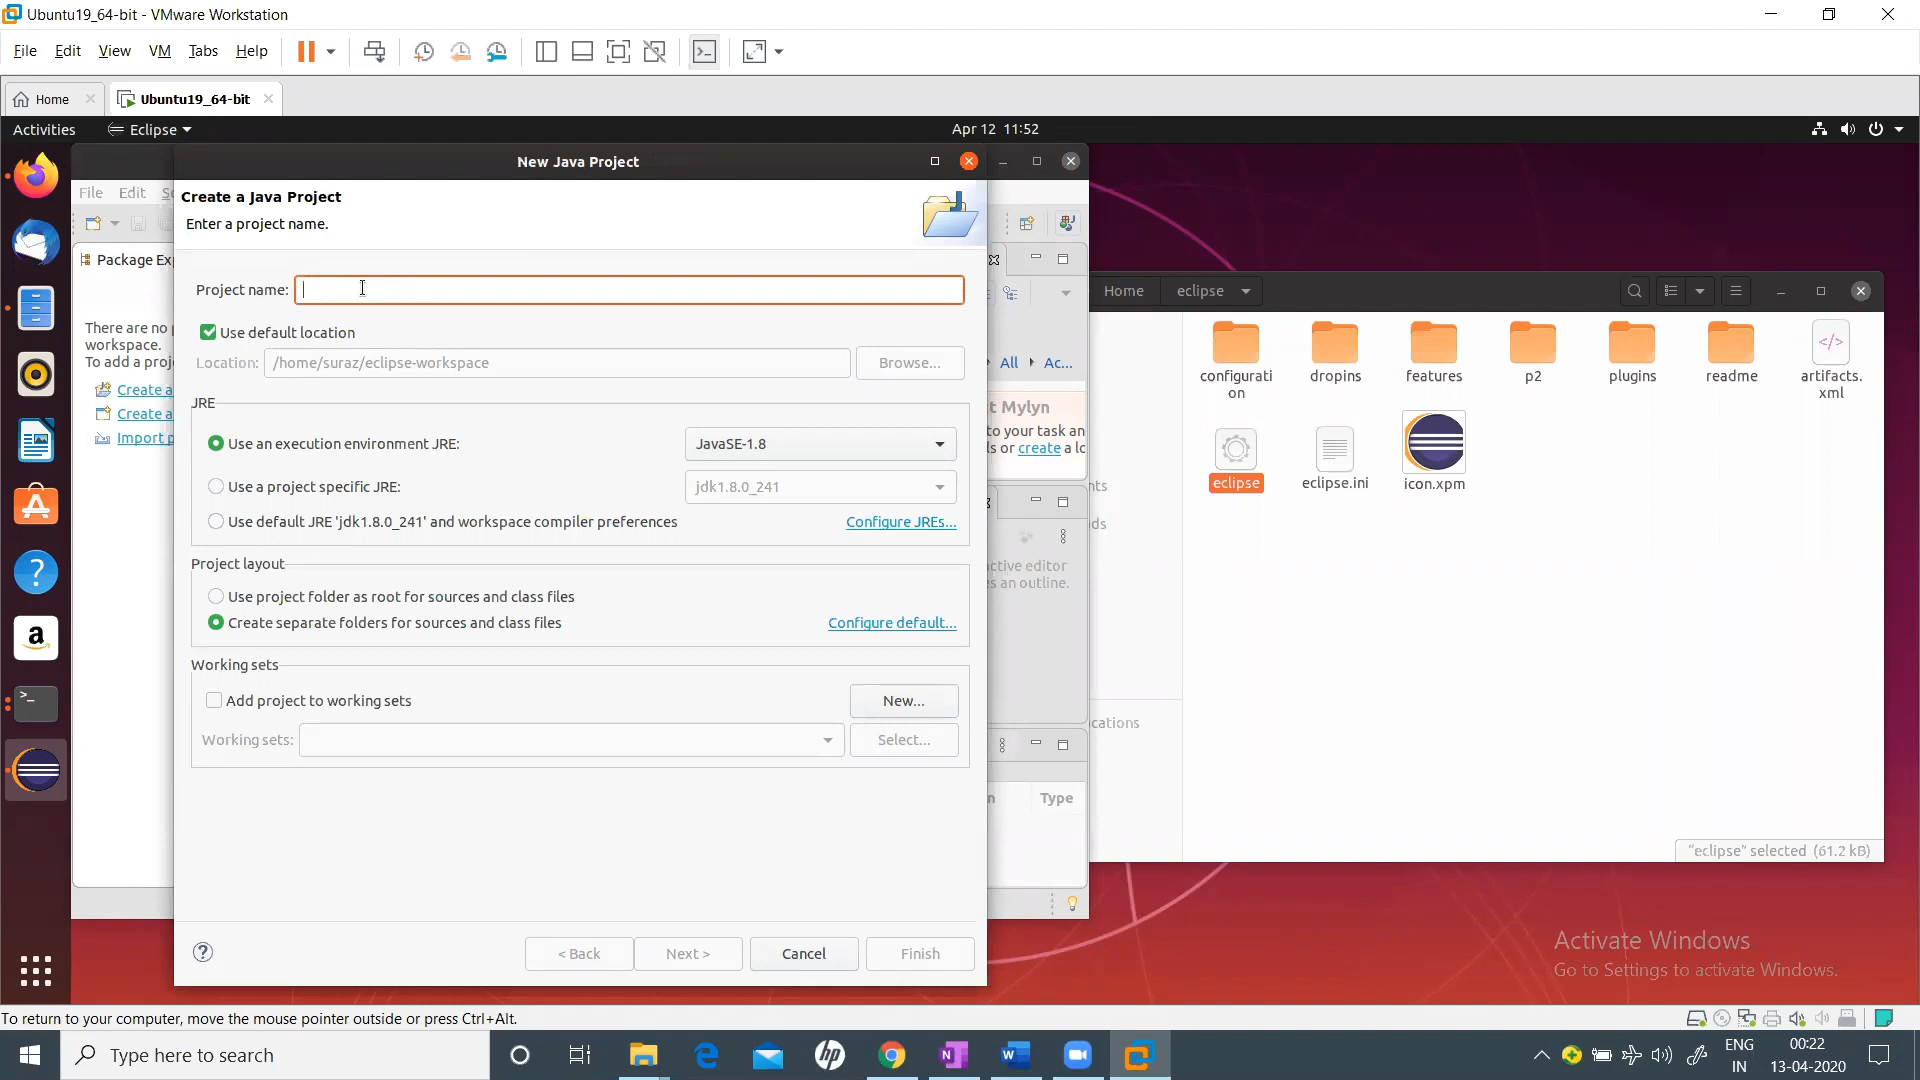 Ubuntu19_64-bit - VMware Workstation
File Edit View VM Tabs Help
Home
Ubuntu19_64-bit
Activities
Eclipse
Apr 12 11:52
New Java Project
File Edit
Create a Java Project
Enter a project name.
Package Ex
There are no
workspace.
To add a proj
Create a
Create a
Import
Project name:
Use default location
Location: /home/suraz/eclipse-workspace
Browse...
JRE
Use an execution environment JRE:
JavaSE-1.8
Use a project specific JRE:
jdk1.8.0_241
Use default JRE 'jdk1.8.0_241' and workspace compiler preferences
Configure JREs...
Project layout
Use project folder as root for sources and class files
Create separate folders for sources and class files
Configure default...
Working sets
Add project to working sets
New...
Working sets:
Select...
< Back
Next >
Cancel
Finish
All
Ac...
t Mylyn
to your task an
ls or create a lo
active editor
s an outline.
n
Type
Home
eclipse
nts
ds
cations
configurati
on
dropins
features
p2
plugins
readme
artifacts.
xml
eclipse
eclipse.ini
icon.xpm
"eclipse" selected (61.2 kB)
Activate Windows
Go to Settings to activate Windows.
To return to your computer, move the mouse pointer outside or press Ctrl+Alt.
Type here to search
ENG
IN
00:22
13-04-2020